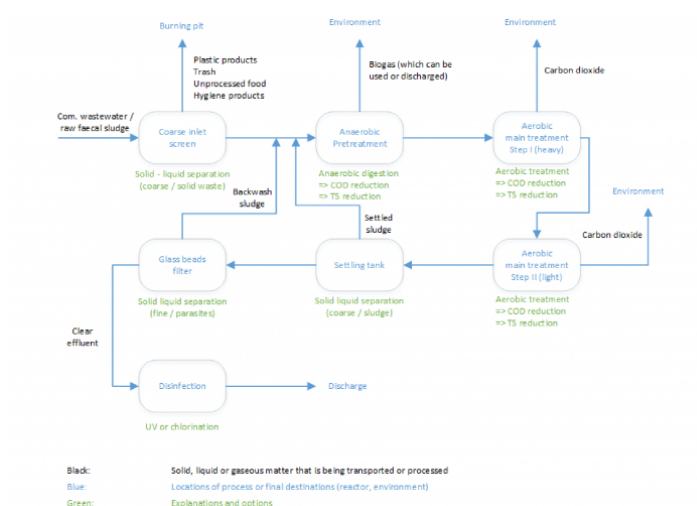 Burning pit
Environment
Environment
Plastic products
Trash
Unprocessed food
Hygiene products
Biogas (which can be
used or discharged)
Carbon dioxide
Com. wastewater /
raw faecal sludge
Coarse inlet
screen
Anaerobic
Pretreatment
Aerobic
main treatment
Step I (heavy)
Solid - liquid separation
(coarse / solid waste)
Anaerobic digestion
=> COD reduction
=> TS reduction
Aerobic treatment
=> COD reduction
=> TS reduction
Backwash
sludge
Settled
sludge
Environment
Carbon dioxide
Glass beads
filter
Settling tank
Aerobic
main treatment
Step II (light)
Solid liquid separation
(fine / parasites)
Solid liquid separation
(coarse / sludge)
Aerobic treatment
=> COD reduction
=> TS reduction
Clear
effluent
Disinfection
Discharge
UV or chlorination
Black: Solid, liquid or gaseous matter that is being transported or processed
Blue: Locations of process or final destinations (reactor, environment)
Green: Explanations and options